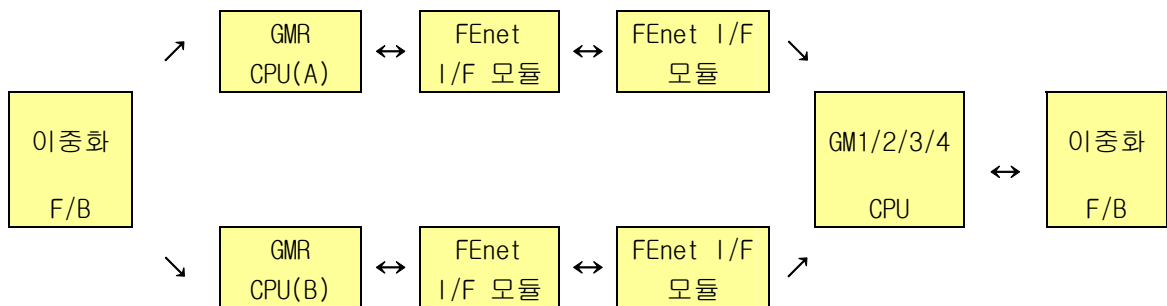 GMR
CPU(A)
↔
FEnet
I/F 모듈
↔
FEnet I/F
모듈
↗
↘
이중화
F/B
GM1/2/3/4
CPU
↔
이중화
F/B
↘
↗
GMR
CPU(B)
↔
FEnet
I/F 모듈
↔
FEnet I/F
모듈